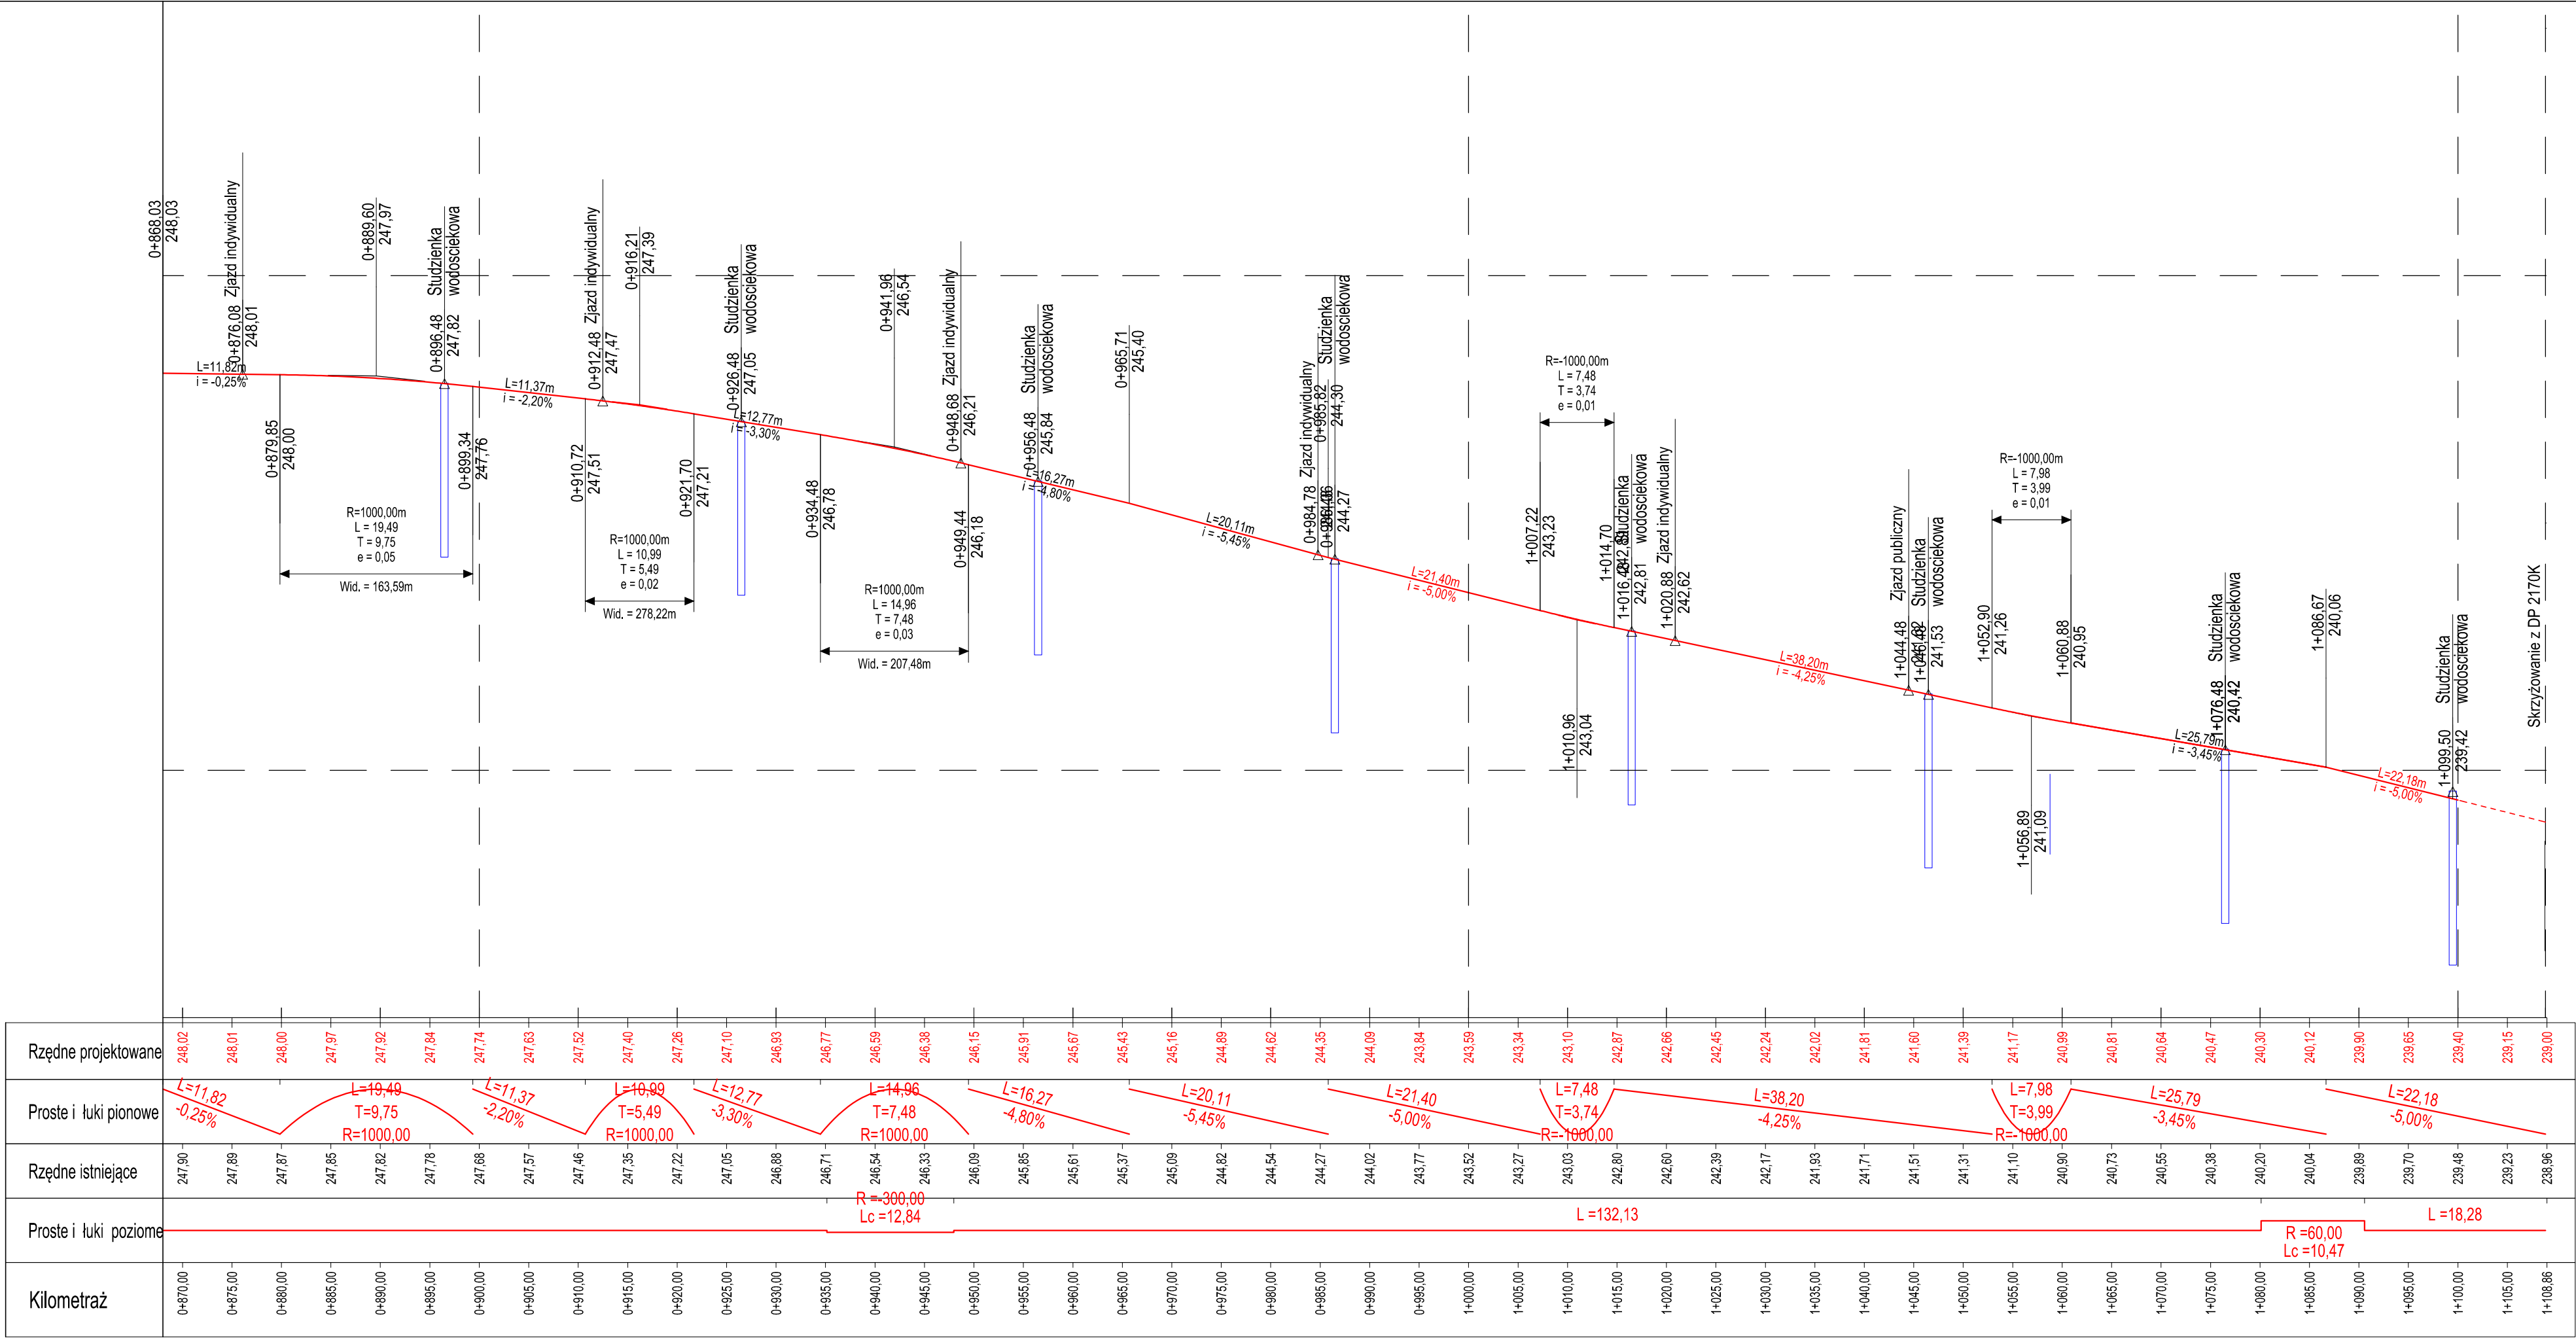 0+868,03
248,03
0+876,08 Zjazd indywidualny
248,01
L=11,82m
i = -0,25%
0+879,85
248,00
0+889,60
247,97
R=1000,00m
L = 19,49
T = 9,75
e = 0,05
Wid. = 163,59m
0+896,48 Studzienka
247,82 wodosciekowa
0+899,34
247,76
L=11,37m
i = -2,20%
0+910,72
247,51
0+912,48 Zjazd indywidualny
247,47
0+916,21
247,39
R=1000,00m
L = 10,99
T = 5,49
e = 0,02
Wid. = 278,22m
0+921,70
247,21
0+926,48 Studzienka
247,05 wodosciekowa
L=12,77m
i = -3,30%
0+934,48
246,78
0+941,96
246,54
R=1000,00m
L = 14,96
T = 7,48
e = 0,03
Wid. = 207,48m
0+948,68 Zjazd indywidualny
246,21
0+949,44
246,18
0+956,48 Studzienka
245,84 wodosciekowa
L=16,27m
i = -4,80%
0+965,71
245,40
L=20,11m
i = -5,45%
0+984,78 Zjazd indywidualny
0+985,82
244,30
Studzienka
244,27 wodosciekowa
L=21,40m
i = -5,00%
1+007,22
243,23
R=-1000,00m
L = 7,48
T = 3,74
e = 0,01
1+010,96
243,04
1+014,70
242,89
1+016,48 Studzienka
242,81 wodosciekowa
1+020,88 Zjazd indywidualny
242,62
L=38,20m
i = -4,25%
1+044,48 Zjazd publiczny
241,62
1+046,48 Studzienka
241,53 wodosciekowa
1+052,90
241,26
R=-1000,00m
L = 7,98
T = 3,99
e = 0,01
1+056,89
241,09
1+060,88
240,95
1+076,48 Studzienka
240,42 wodosciekowa
L=25,79m
i = -3,45%
1+086,67
240,06
L=22,18m
i = -5,00%
1+099,50 Studzienka
239,42 wodosciekowa
Skrzyżowanie z DP 2170K
Rzędne projektowane 248,02 248,01 248,00 247,97 247,92 247,84 247,74 247,63 247,52 247,40 247,26 247,10 246,93 246,77 246,59 246,38 246,15 245,91 245,67 245,43 245,16 244,89 244,62 244,35 244,09 243,84 243,59 243,34 243,10 242,87 242,66 242,45 242,24 242,02 241,81 241,60 241,39 241,17 240,99 240,81 240,64 240,47 240,30 240,12 239,90 239,65 239,40 239,15 239,00
Proste i łuki pionowe
L=11,82
-0,25%
L=19,49
T=9,75
R=1000,00
L=11,37
-2,20%
L=10,99
T=5,49
R=1000,00
L=12,77
-3,30%
L=14,96
T=7,48
R=1000,00
L=16,27
-4,80%
L=20,11
-5,45%
L=21,40
-5,00%
L=7,48
T=3,74
R=-1000,00
L=38,20
-4,25%
L=7,98
T=3,99
R=-1000,00
L=25,79
-3,45%
L=22,18
-5,00%
Rzędne istniejące 247,90 247,89 247,87 247,85 247,82 247,78 247,68 247,57 247,46 247,35 247,22 247,05 246,88 246,71 246,54 246,33 246,09 245,85 245,61 245,37 245,09 244,82 244,54 244,27 244,02 243,77 243,52 243,27 243,03 242,80 242,60 242,39 242,17 241,93 241,71 241,51 241,31 241,10 240,90 240,73 240,55 240,38 240,20 240,04 239,89 239,70 239,48 239,23 238,96
Proste i łuki poziome
R =-300,00
Lc =12,84
L =132,13
R =60,00
Lc =10,47
L =18,28
Kilometraż 0+870,00 0+875,00 0+880,00 0+885,00 0+890,00 0+895,00 0+900,00 0+905,00 0+910,00 0+915,00 0+920,00 0+925,00 0+930,00 0+935,00 0+940,00 0+945,00 0+950,00 0+955,00 0+960,00 0+965,00 0+970,00 0+975,00 0+980,00 0+985,00 0+990,00 0+995,00 1+000,00 1+005,00 1+010,00 1+015,00 1+020,00 1+025,00 1+030,00 1+035,00 1+040,00 1+045,00 1+050,00 1+055,00 1+060,00 1+065,00 1+070,00 1+075,00 1+080,00 1+085,00 1+090,00 1+095,00 1+100,00 1+105,00 1+108,86